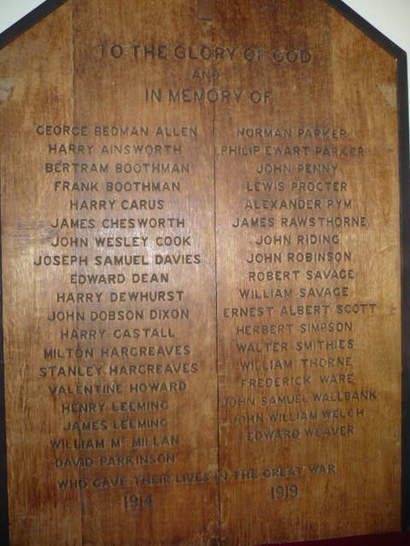 TO THE GLORY OF GOD
AND
IN MEMORY OF
GEORGE BEDMAN ALLEN
HARRY AINSWORTH
BERTRAM BOOTHMAN
FRANK BOOTHMAN
HARRY CARUS
JAMES CHESWORTH
JOHN WESLEY COOK
JOSEPH SAMUEL DAVIES
EDWARD DEAN
HARRY DEWHURST
JOHN DOBSON DIXON
HARRY GASTALL
MILTON HARGREAVES
STANLEY HARGREAVES
VALENTINE HOWARD
HENRY LEEMING
JAMES LEEMING
WILLIAM Mc MILLAN
DAVID PARKINSON
NORMAN PARKER
PHILIP EWART PARKER
JOHN PENNY
LEWIS PROCTER
ALEXANDER PYM
JAMES RAWSTHORNE
JOHN RIDING
JOHN ROBINSON
ROBERT SAVAGE
WILLIAM SAVAGE
ERNEST ALBERT SCOTT
HERBERT SIMPSON
WALTER SMITHIES
WILLIAM THORNE
FREDERICK WARE
JOHN SAMUEL WALLBANK
JOHN WILLIAM WELCH
EDWARD WEAVER
WHO GAVE THEIR LIVES IN THE GREAT WAR
1914 1919